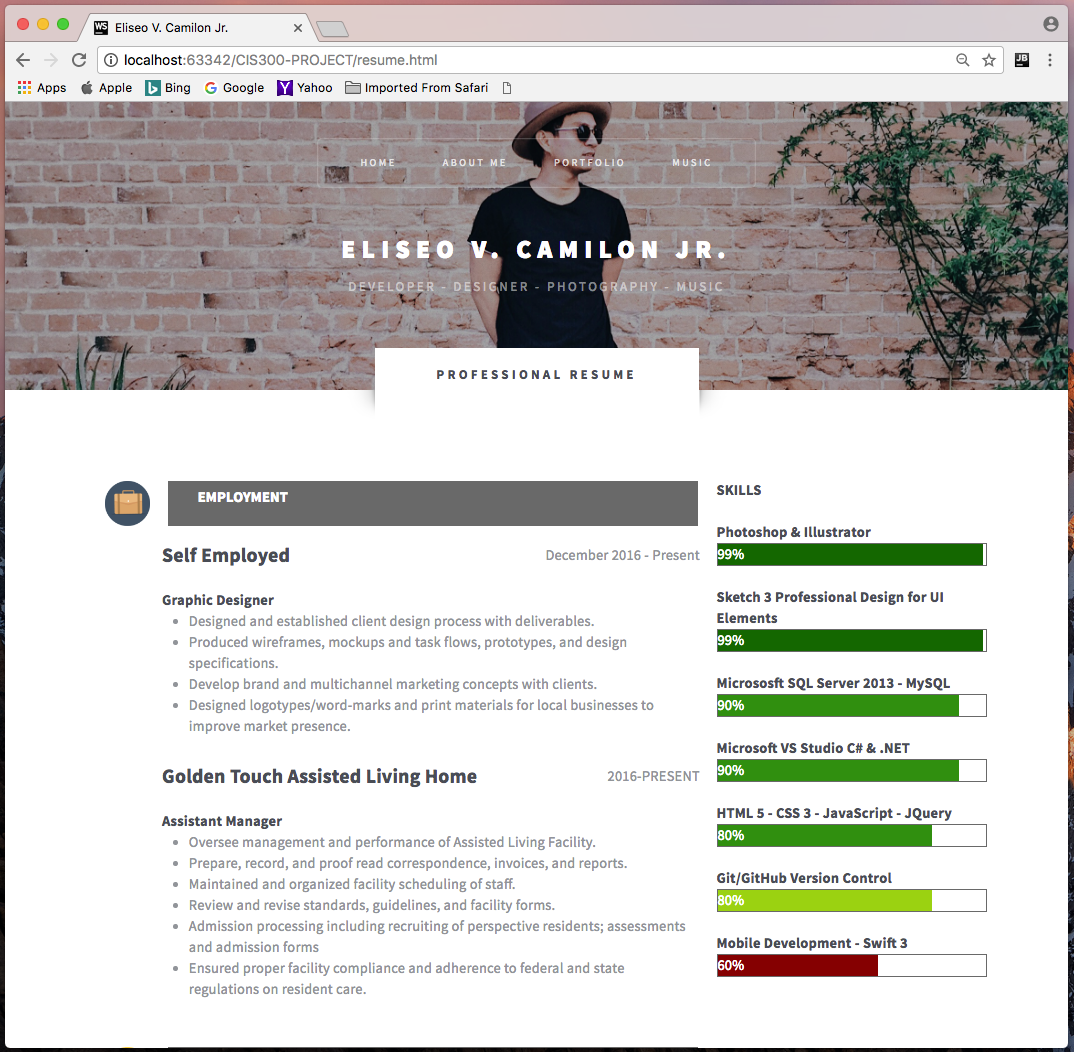 WS Eliseo V. Camilon Jr.
localhost:63342/CIS300-PROJECT/resume.html
JB
Apps Apple Bing Google Yahoo Imported From Safari
HOME ABOUT ME PORTFOLIO MUSIC
ELISEO V. CAMILON JR.
DEVELOPER - DESIGNER - PHOTOGRAPHY - MUSIC
PROFESSIONAL RESUME
EMPLOYMENT
Self Employed December 2016 - Present
Graphic Designer
• Designed and established client design process with deliverables.
• Produced wireframes, mockups and task flows, prototypes, and design
specifications.
• Develop brand and multichannel marketing concepts with clients.
• Designed logotypes/word-marks and print materials for local businesses to
improve market presence.
Golden Touch Assisted Living Home 2016-PRESENT
Assistant Manager
• Oversee management and performance of Assisted Living Facility.
• Prepare, record, and proof read correspondence, invoices, and reports.
• Maintained and organized facility scheduling of staff.
• Review and revise standards, guidelines, and facility forms.
• Admission processing including recruiting of perspective residents; assessments
and admission forms
• Ensured proper facility compliance and adherence to federal and state
regulations on resident care.
SKILLS
Photoshop & Illustrator
99%
Sketch 3 Professional Design for UI
Elements
99%
Micrososft SQL Server 2013 - MySQL
90%
Microsoft VS Studio C# & .NET
90%
HTML 5 - CSS 3 - JavaScript - JQuery
80%
Git/GitHub Version Control
80%
Mobile Development - Swift 3
60%